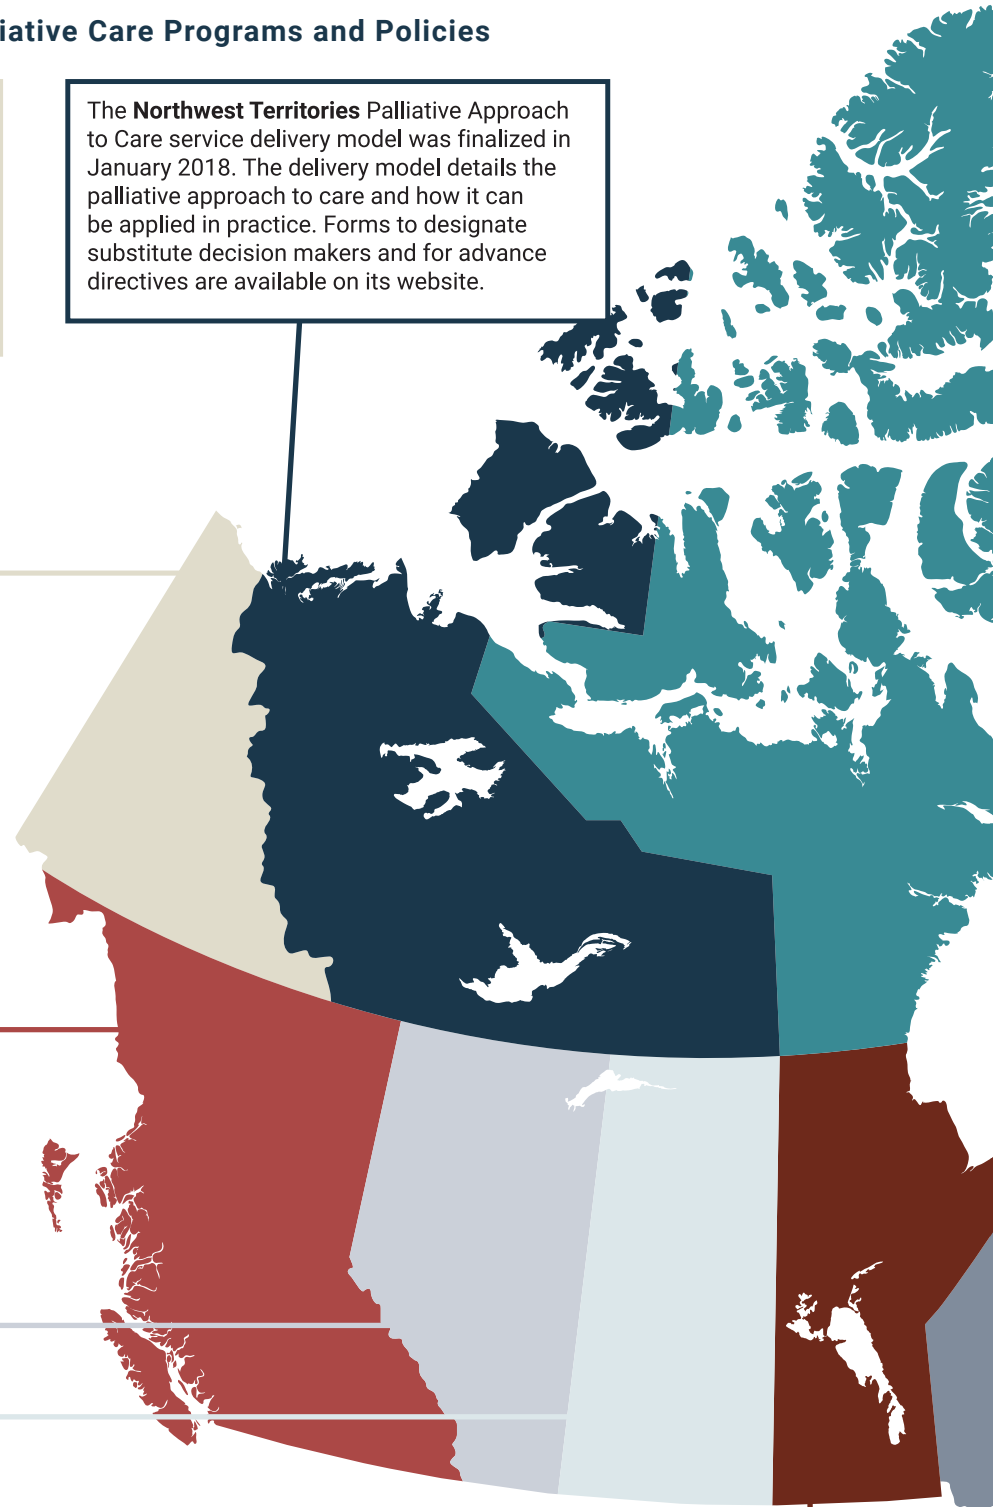 iative Care Programs and Policies
The Northwest Territories Palliative Approach
to Care service delivery model was finalized in
January 2018. The delivery model details the
palliative approach to care and how it can
be applied in practice. Forms to designate
substitute decision makers and for advance
directives are available on its website.